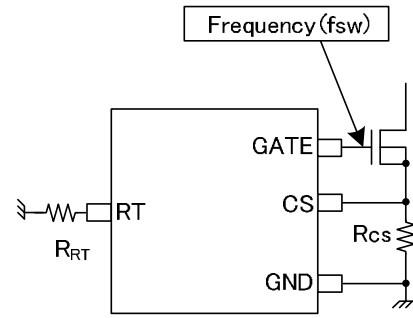 Frequency(fsw)
GATE
CS
RT
Rcs
RRT
GND